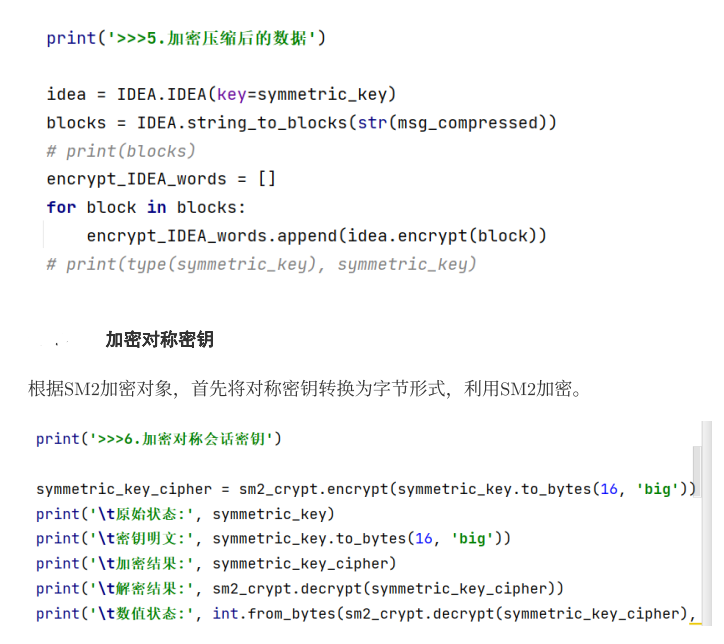 print('>>>5.加密压缩后的数据')
idea = IDEA.IDEA(key=symmetric_key)
blocks = IDEA.string_to_blocks(str(msg_compressed))
# print(blocks)
encrypt_IDEA_words = []
for block in blocks:
    encrypt_IDEA_words.append(idea.encrypt(block))
# print(type(symmetric_key), symmetric_key)
加密对称密钥
根据SM2加密对象，首先将对称密钥转换为字节形式，利用SM2加密。
print('>>>6.加密对称会话密钥')
symmetric_key_cipher = sm2_crypt.encrypt(symmetric_key.to_bytes(16, 'big'))
print('\t原始状态:', symmetric_key)
print('\t密钥明文:', symmetric_key.to_bytes(16, 'big'))
print('\t加密结果:', symmetric_key_cipher)
print('\t解密结果:', sm2_crypt.decrypt(symmetric_key_cipher))
print('\t数值状态:', int.from_bytes(sm2_crypt.decrypt(symmetric_key_cipher),